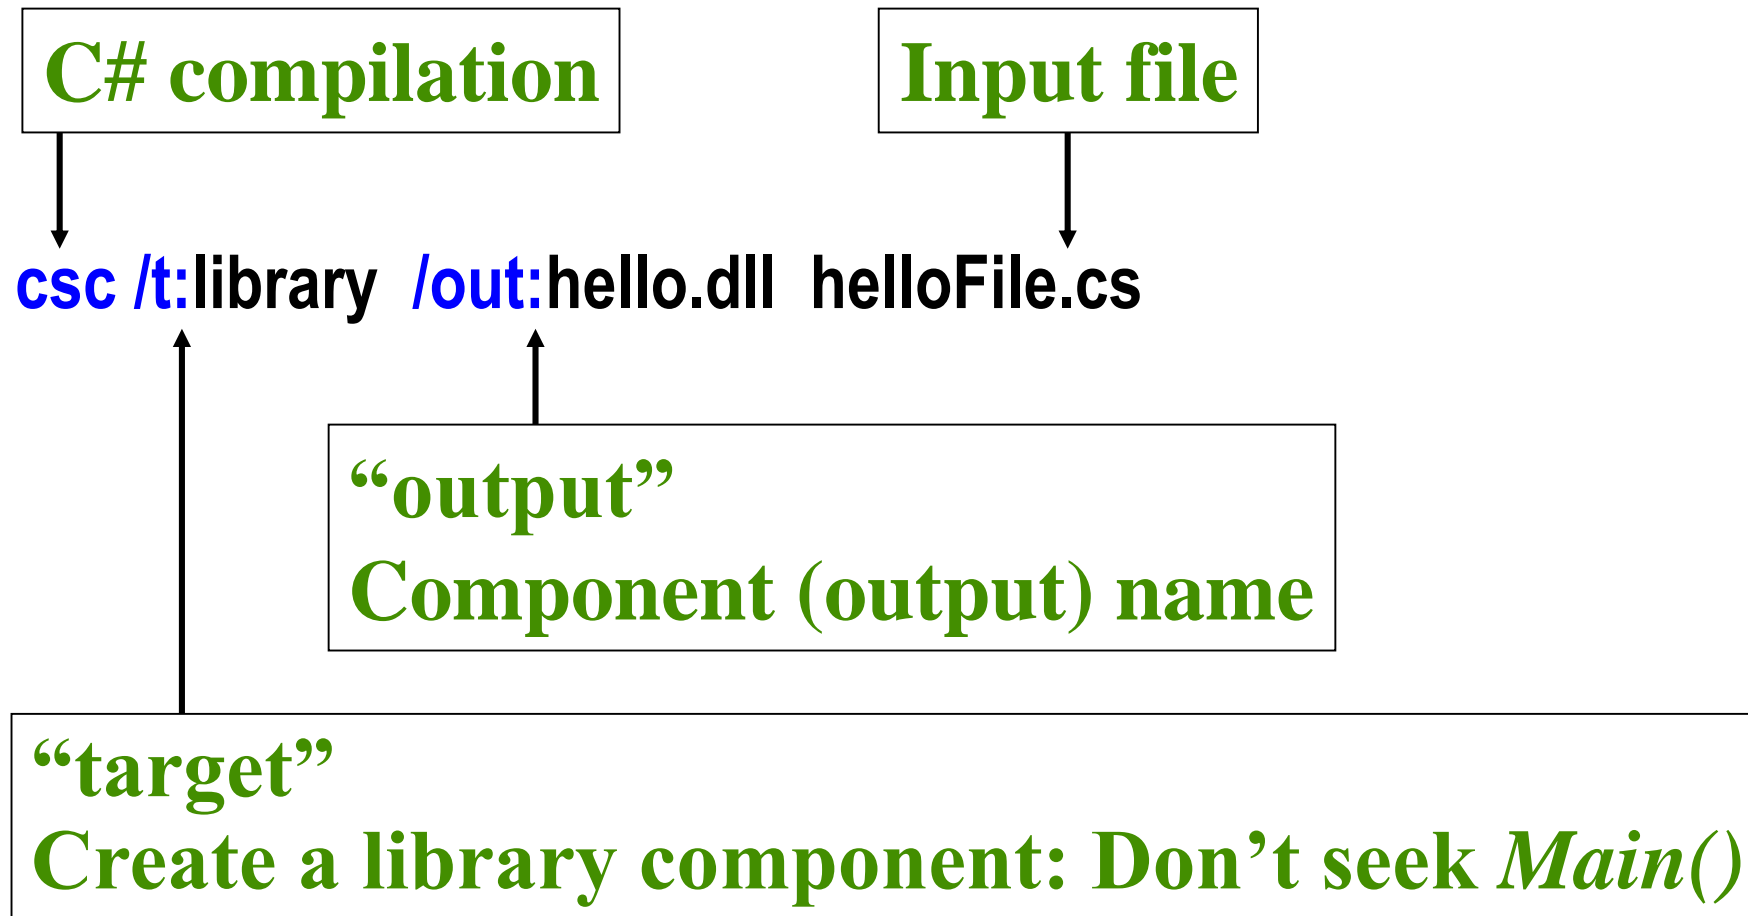 C# compilation
Input file
csc /t:library /out:hello.dll helloFile.cs
“output”
Component (output) name
“target”
Create a library component: Don’t seek Main()